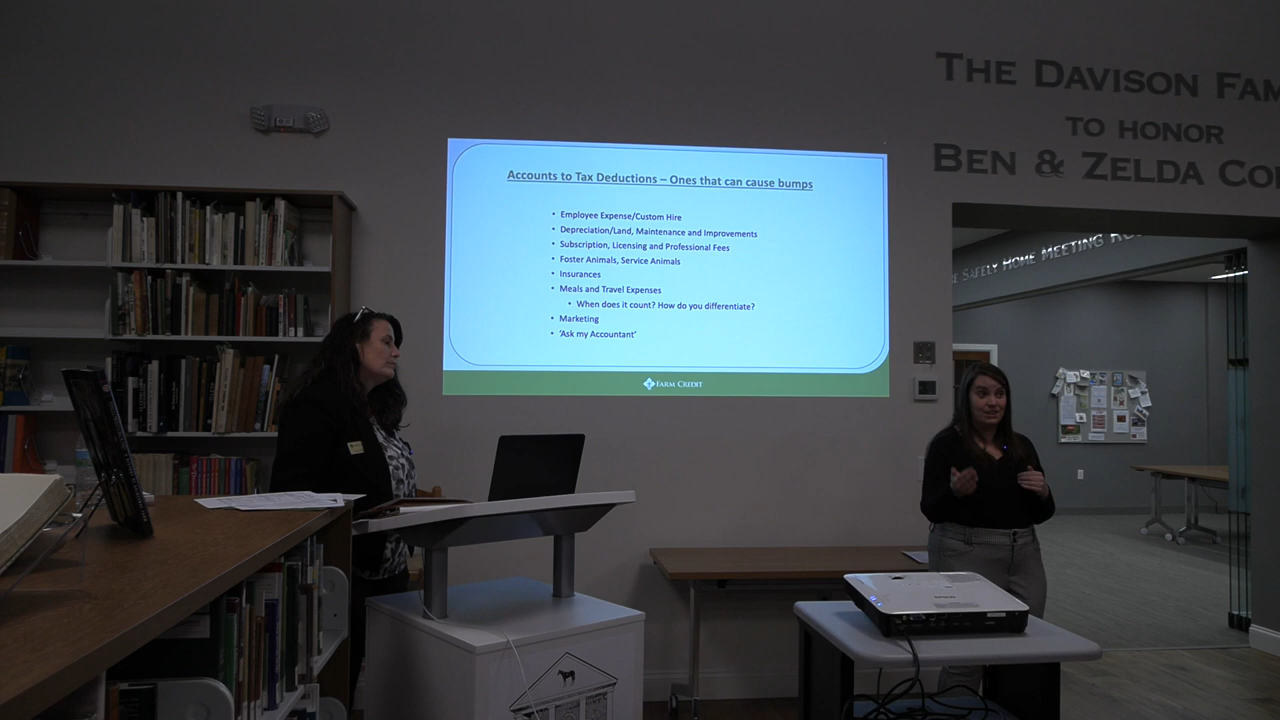 THE DAVISON FAM
TO HONOR
BEN & ZELDA CO
Accounts to Tax Deductions – Ones that can cause bumps
• Employee Expense/Custom Hire
• Depreciation/Land, Maintenance and Improvements
• Subscription, Licensing and Professional Fees
• Foster Animals, Service Animals
• Insurances
• Meals and Travel Expenses
• When does it count? How do you differentiate?
• Marketing
• 'Ask my Accountant'
FARM CREDIT
E SAFELY HOME MEETING RO
EPSON